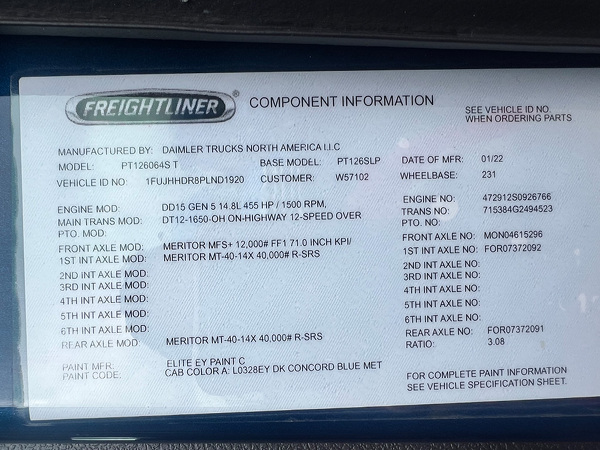 FREIGHTLINER ® COMPONENT INFORMATION
SEE VEHICLE ID NO.
WHEN ORDERING PARTS
MANUFACTURED BY: DAIMLER TRUCKS NORTH AMERICA LLC
MODEL: PT126064S T BASE MODEL: PT126SLP DATE OF MFR: 01/22
VEHICLE ID NO: 1FUJHHDR8PLND1920 CUSTOMER: W57102 WHEELBASE: 231
ENGINE MOD: DD15 GEN 5 14.8L 455 HP / 1500 RPM, ENGINE NO: 472912S0926766
MAIN TRANS MOD: DT12-1650-OH ON-HIGHWAY 12-SPEED OVER TRANS NO: 715384G2494523
PTO. MOD: PTO. NO:
FRONT AXLE MOD: MERITOR MFS+ 12,000# FF1 71.0 INCH KPI/ FRONT AXLE NO: MON04615296
1ST INT AXLE MOD: MERITOR MT-40-14X 40,000# R-SRS 1ST INT AXLE NO: FOR07372092
2ND INT AXLE MOD: 2ND INT AXLE NO:
3RD INT AXLE MOD: 3RD INT AXLE NO:
4TH INT AXLE MOD: 4TH INT AXLE NO:
5TH INT AXLE MOD: 5TH INT AXLE NO:
6TH INT AXLE MOD: 6TH INT AXLE NO:
REAR AXLE MOD: MERITOR MT-40-14X 40,000# R-SRS REAR AXLE NO: FOR07372091
RATIO: 3.08
PAINT MFR: ELITE EY PAINT C
PAINT CODE. CAB COLOR A: L0328EY DK CONCORD BLUE MET
FOR COMPLETE PAINT INFORMATION
SEE VEHICLE SPECIFICATION SHEET.